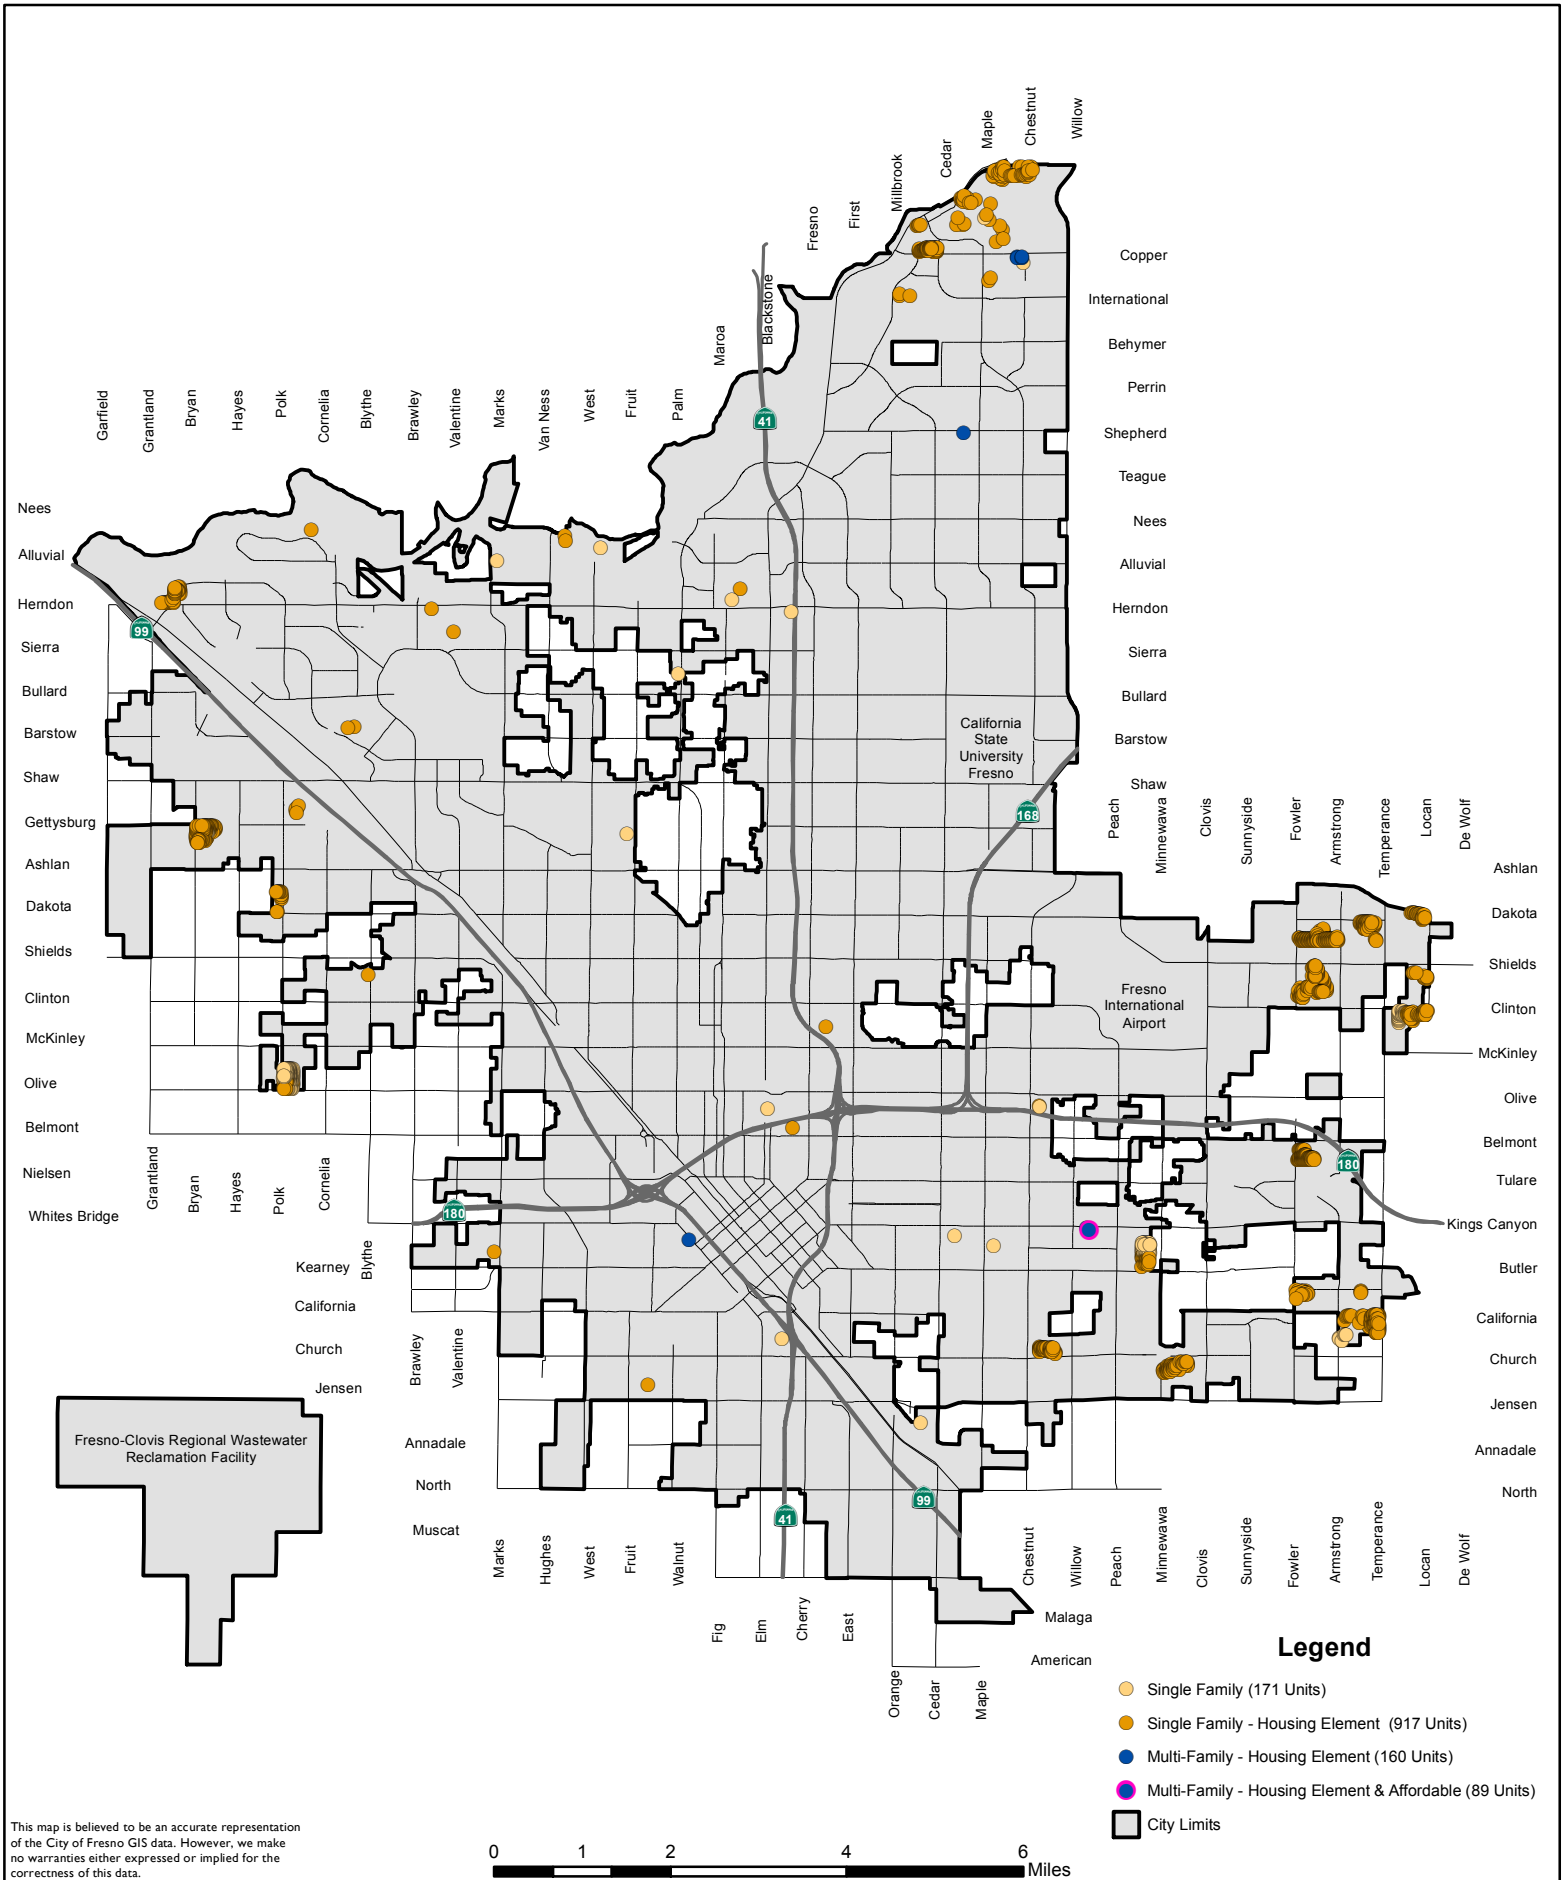 Chestnut
Willow
Maple
Cedar
Millbrook
First
Fresno
Copper
Blackstone
International
Maroa
Behymer
Perrin
Garfield
Grantland
Bryan
Hayes
Polk
Cornelia
Blythe
Brawley
Valentine
Marks
Van Ness
West
Fruit
Palm
41
Shepherd
Teague
Nees
Nees
Alluvial
Alluvial
Herndon
Herndon
99
Sierra
Sierra
Bullard
Bullard
Barstow
California
State
University
Fresno
Barstow
Shaw
Shaw
168
Peach
Minnewawa
Clovis
Sunnyside
Fowler
Armstrong
Temperance
Locan
De Wolf
Gettysburg
Ashlan
Ashlan
Dakota
Dakota
Shields
Shields
Clinton
Fresno
International
Airport
Clinton
McKinley
McKinley
Olive
Olive
Belmont
Belmont
180
Nielsen
Tulare
Grantland
Bryan
Hayes
Polk
Cornelia
Whites Bridge
180
Kings Canyon
Blythe
Kearney
Butler
California
California
Church
Brawley
Valentine
Church
Jensen
Jensen
Fresno-Clovis Regional Wastewater
Reclamation Facility
Annadale
Annadale
North
North
99
41
Muscat
Marks
Hughes
West
Fruit
Walnut
Chestnut
Willow
Peach
Minnewawa
Clovis
Sunnyside
Fowler
Armstrong
Temperance
Locan
De Wolf
Fig
Elm
Cherry
East
Malaga
American
Orange
Cedar
Maple
Legend
Single Family (171 Units)
Single Family - Housing Element (917 Units)
Multi-Family - Housing Element (160 Units)
Multi-Family - Housing Element & Affordable (89 Units)
City Limits
This map is believed to be an accurate representation
of the City of Fresno GIS data. However, we make
no warranties either expressed or implied for the
correctness of this data.
0 1 2 4 6
Miles